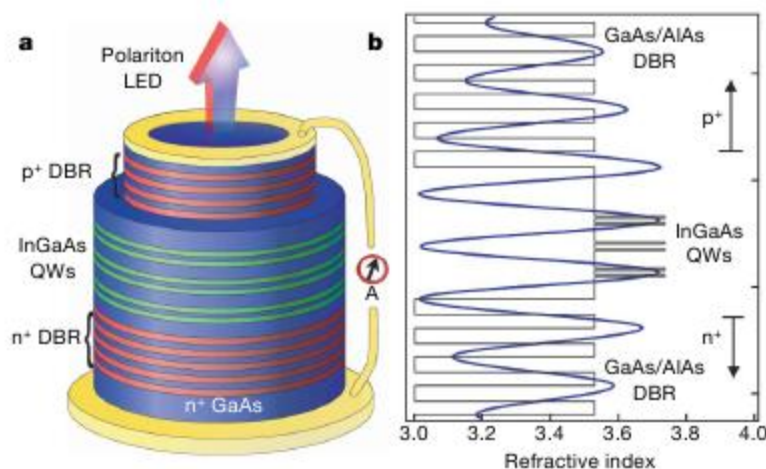 a
Polariton
LED
p⁺ DBR
InGaAs
QWs
n⁺ DBR
n⁺ GaAs
A
b
GaAs/AlAs
DBR
p⁺
InGaAs
QWs
n⁺
GaAs/AlAs
DBR
3.0 3.2 3.4 3.6 3.8 4.0
Refractive index